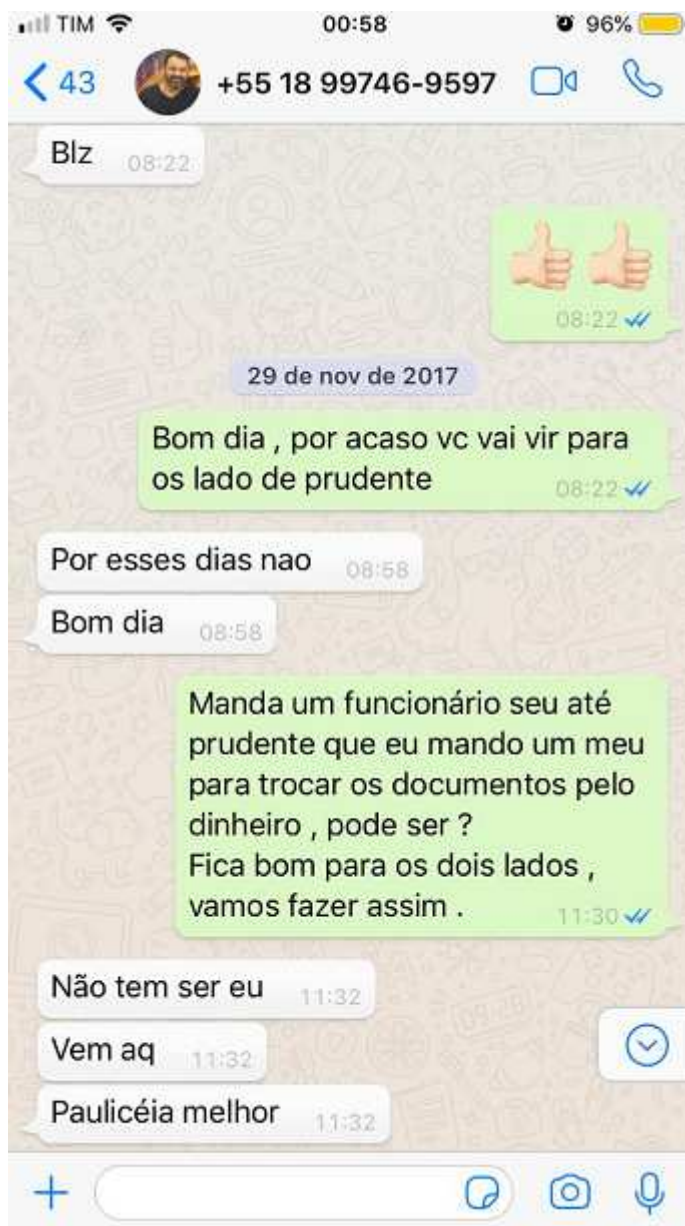 TIM 00:58 96%
43 +55 18 99746-9597
Blz 08:22
08:22
29 de nov de 2017
Bom dia , por acaso vc vai vir para
os lado de prudente 08:22
Por esses dias nao 08:58
Bom dia 08:58
Manda um funcionário seu até
prudente que eu mando um meu
para trocar os documentos pelo
dinheiro , pode ser ?
Fica bom para os dois lados ,
vamos fazer assim . 11:30
Não tem ser eu 11:32
Vem aq 11:32
Paulicéia melhor 11:32